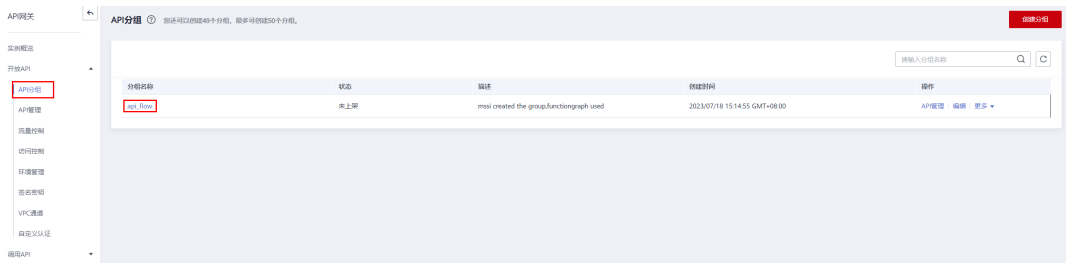 API网关
实例概览
开放API
API分组
API管理
流量控制
访问控制
环境管理
签名密钥
VPC通道
自定义认证
调用API
API分组 ? 您还可以创建49个分组，最多可创建50个分组。
创建分组
请输入分组名称
分组名称 状态 描述 创建时间 操作
api_flow 未上架 mssi created the group,functiongraph used 2023/07/18 15:14:55 GMT+08:00 API管理 编辑 更多